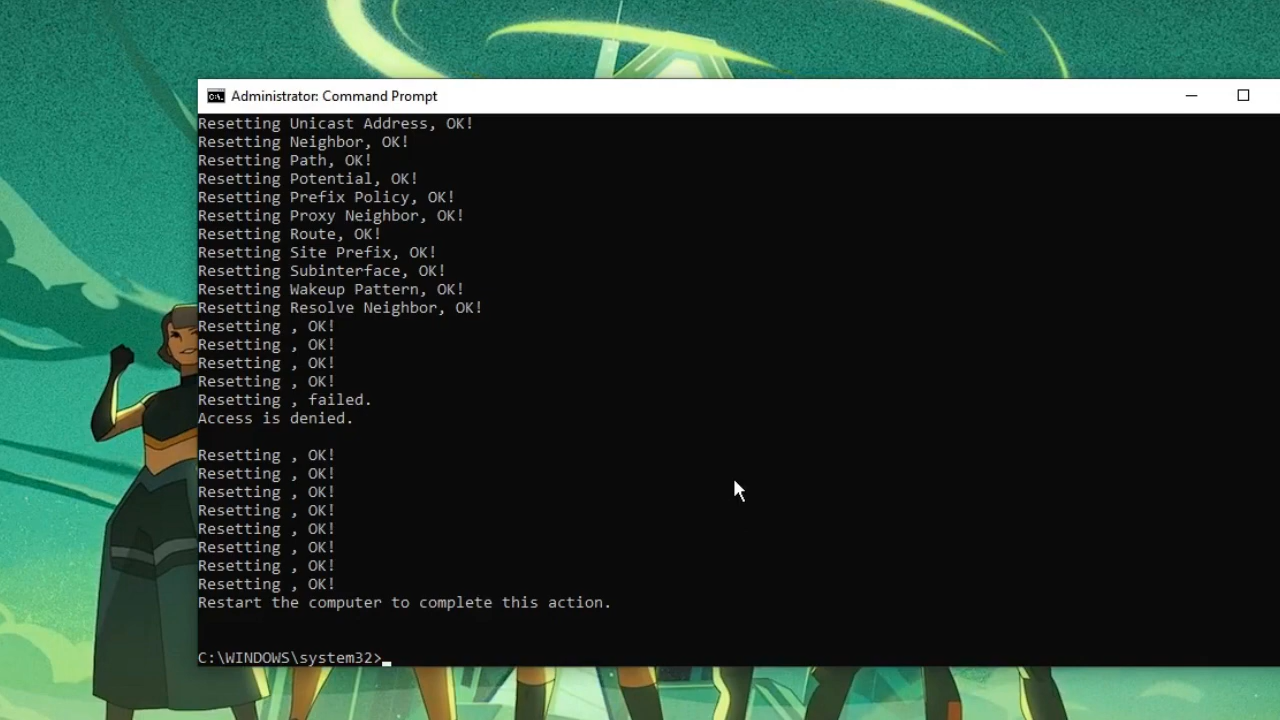 Administrator: Command Prompt
Resetting Unicast Address, OK!
Resetting Neighbor, OK!
Resetting Path, OK!
Resetting Potential, OK!
Resetting Prefix Policy, OK!
Resetting Proxy Neighbor, OK!
Resetting Route, OK!
Resetting Site Prefix, OK!
Resetting Subinterface, OK!
Resetting Wakeup Pattern, OK!
Resetting Resolve Neighbor, OK!
Resetting , OK!
Resetting , OK!
Resetting , OK!
Resetting , OK!
Resetting , failed.
Access is denied.
Resetting , OK!
Resetting , OK!
Resetting , OK!
Resetting , OK!
Resetting , OK!
Resetting , OK!
Resetting , OK!
Resetting , OK!
Restart the computer to complete this action.
C:\WINDOWS\system32>